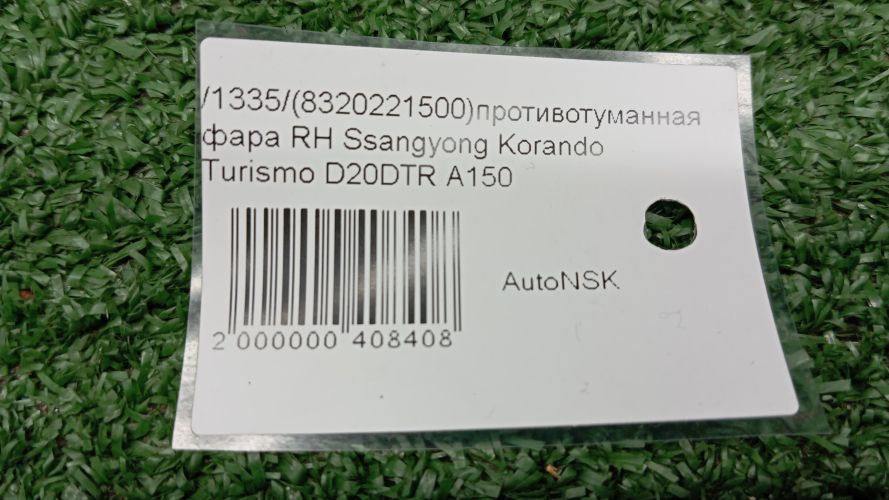 /1335/(8320221500)противотуманная
фара RH Ssangyong Korando
Turismo D20DTR A150
AutoNSK
2 000000 408408